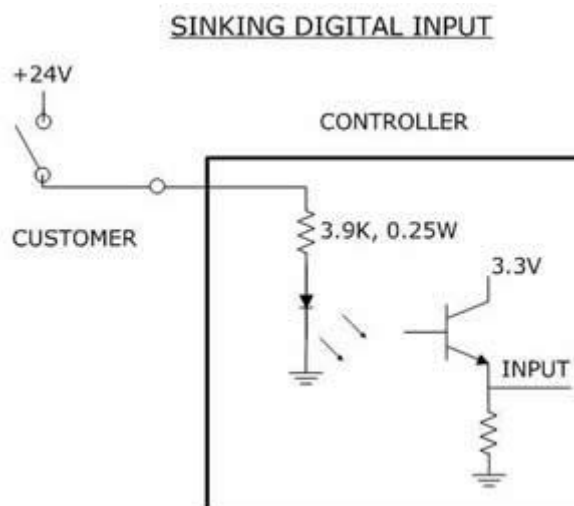 SINKING DIGITAL INPUT
+24V
CONTROLLER
CUSTOMER
3.9K, 0.25W
3.3V
INPUT